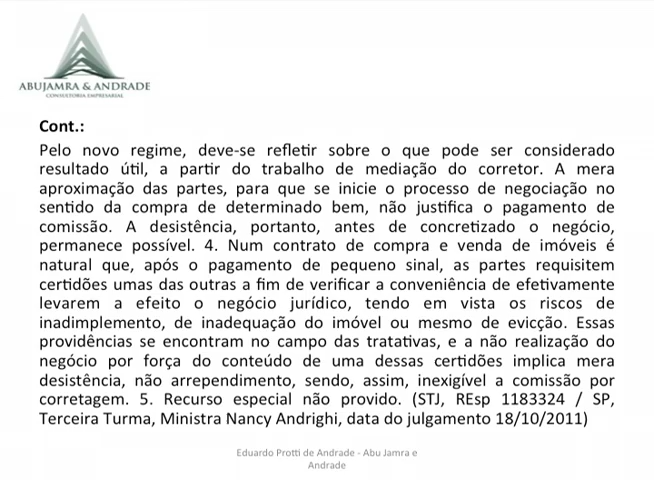 ABUJAMRA & ANDRADE
CONSULTORIA EMPRESARIAL
Cont.:
Pelo novo regime, deve-se refletir sobre o que pode ser considerado
resultado útil, a partir do trabalho de mediação do corretor. A mera
aproximação das partes, para que se inicie o processo de negociação no
sentido da compra de determinado bem, não justifica o pagamento de
comissão. A desistência, portanto, antes de concretizado o negócio,
permanece possível. 4. Num contrato de compra e venda de imóveis é
natural que, após o pagamento de pequeno sinal, as partes requisitem
certidões umas das outras a fim de verificar a conveniência de efetivamente
levarem a efeito o negócio jurídico, tendo em vista os riscos de
inadimplemento, de inadequação do imóvel ou mesmo de evicção. Essas
providências se encontram no campo das tratativas, e a não realização do
negócio por força do conteúdo de uma dessas certidões implica mera
desistência, não arrependimento, sendo, assim, inexigível a comissão por
corretagem. 5. Recurso especial não provido. (STJ, REsp 1183324 / SP,
Terceira Turma, Ministra Nancy Andrighi, data do julgamento 18/10/2011)
Eduardo Protti de Andrade - Abu Jamra e
Andrade